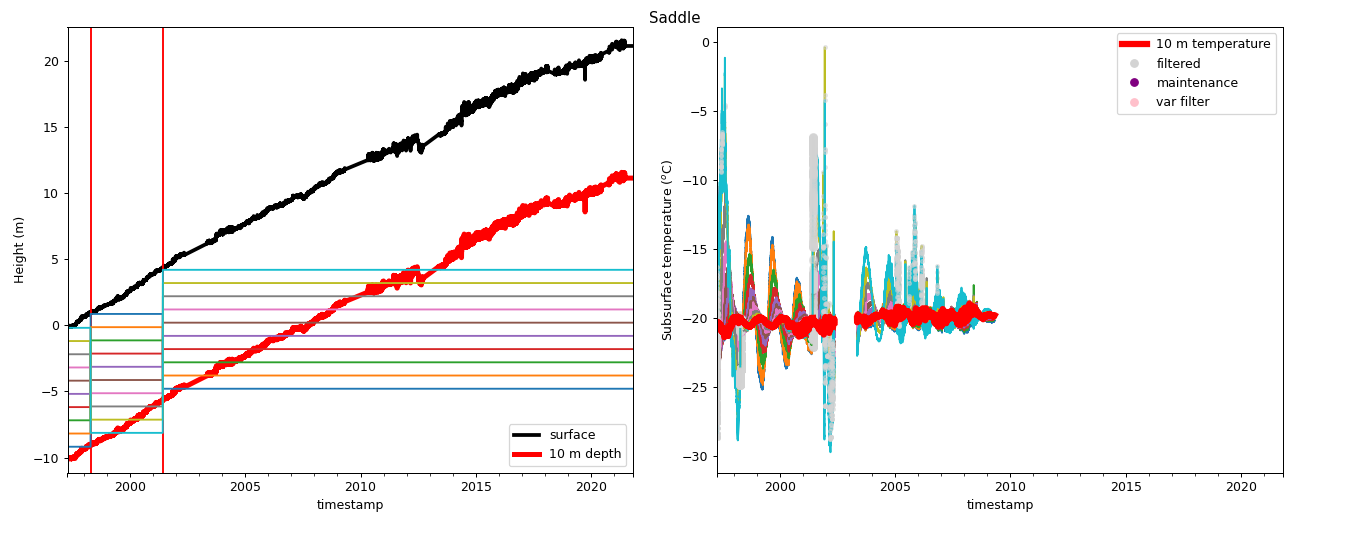 Saddle
Height (m)
20
15
10
5
0
−5
−10
2000
2005
2010
2015
2020
timestamp
surface
10 m depth
Subsurface temperature (°C)
0
−5
−10
−15
−20
−25
−30
2000
2005
2010
2015
2020
timestamp
10 m temperature
filtered
maintenance
var filter